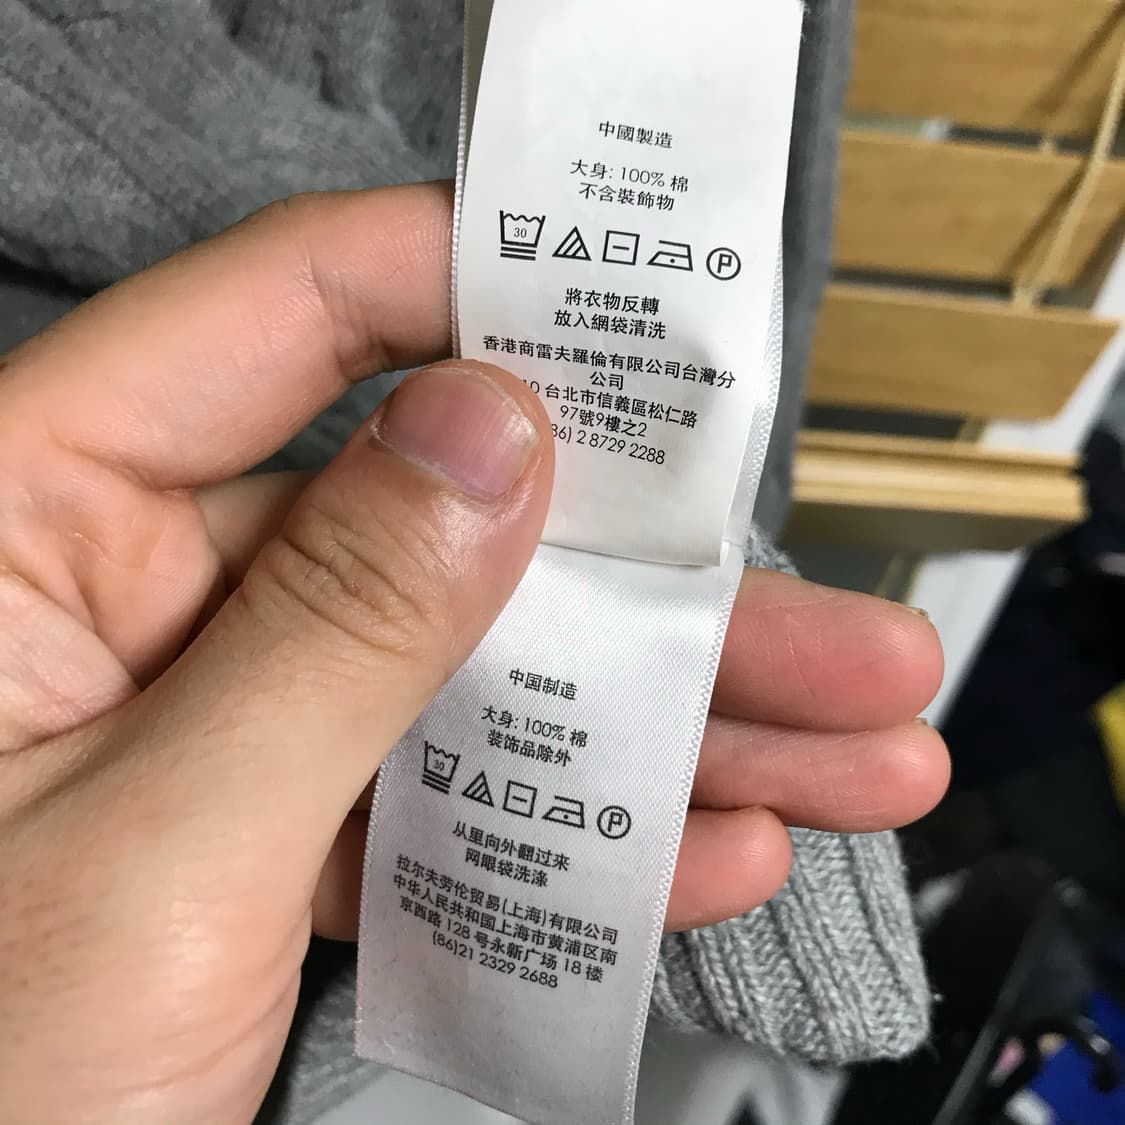 中國製造
大身: 100% 棉
不含裝飾物
30
P
將衣物反轉
放入網袋清洗
香港商雷夫羅倫有限公司台灣分
公司
10 台北市信義區松仁路
97號9樓之2
86) 2 8729 2288
中国制造
大身: 100% 棉
装饰品除外
30
P
从里向外翻过来
网眼袋洗涤
拉尔夫劳伦贸易(上海)有限公司
中华人民共和国上海市黄浦区南
京西路 128 号永新广场 18 楼
(86)21 2329 2688